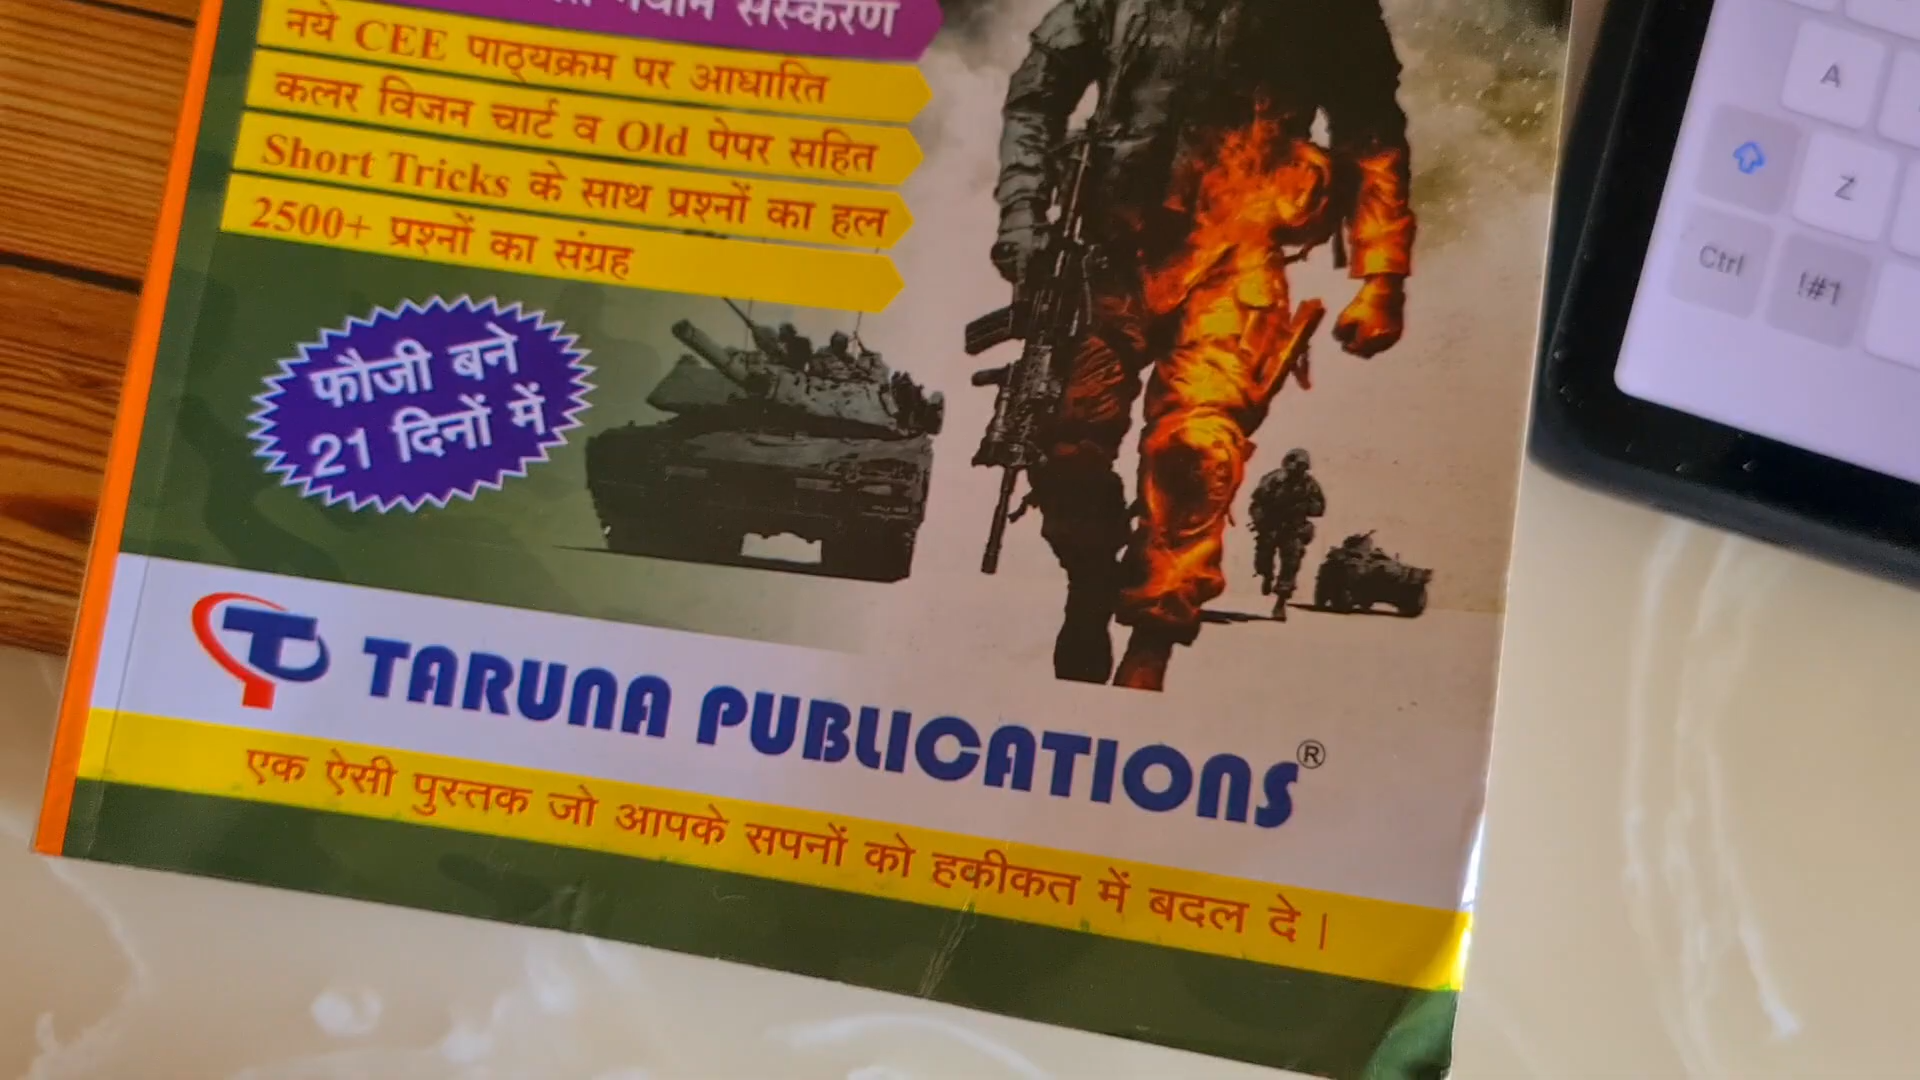 संस्करण
नये CEE पाठ्यक्रम पर आधारित
कलर विजन चार्ट व Old पेपर सहित
Short Tricks के साथ प्रश्नों का हल
2500+ प्रश्नों का संग्रह
फौजी बने
21 दिनों में
TARUNA PUBLICATIONS®
एक ऐसी पुस्तक जो आपके सपनों को हकीकत में बदल दे।
A
Z
Ctrl
!#1